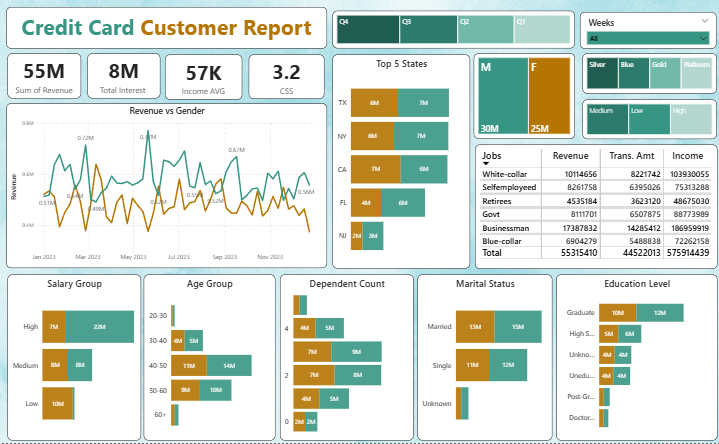 Credit Card Customer Report
Q4 Q3 Q2 Q1
Weeks
All
55M
Sum of Revenue
8M
Total Interest
57K
Income AVG
3.2
CSS
Top 5 States
TX 6M 7M
NY 6M 7M
CA 7M 6M
FL 4M 6M
NJ 2M 3M
M F
30M 25M
Silver Blue Gold Platinum
Medium Low High
Revenue vs Gender
Revenue
0.8M
0.6M
0.4M
0.72M
0.67M
0.51M
0.49M
0.52M
0.56M
Jan 2023 Mar 2023 May 2023 Jul 2023 Sep 2023 Nov 2023
Jobs Revenue Trans. Amt Income
White-collar 10114656 8221742 103930055
Selfemployeed 8261758 6395026 75313288
Retirees 4535184 3623120 48675030
Govt 8111701 6507875 88773989
Businessman 17387832 14285412 186959919
Blue-collar 6904279 5488838 72262158
Total 55315410 44522013 575914439
Salary Group
High 7M 22M
Medium 8M 8M
Low 10M
Age Group
20-30
30-40 4M 5M
40-50 11M 14M
50-60 9M 10M
60+
Dependent Count
4 4M 5M
7M 9M
2 7M 8M
4M 5M
0 2M 2M
Marital Status
Married 13M 15M
Single 11M 12M
Unknown
Education Level
Graduate 10M 12M
High S... 5M 6M
Unkno... 4M 4M
Unedu... 4M 4M
Post-Gr...
Doctor...